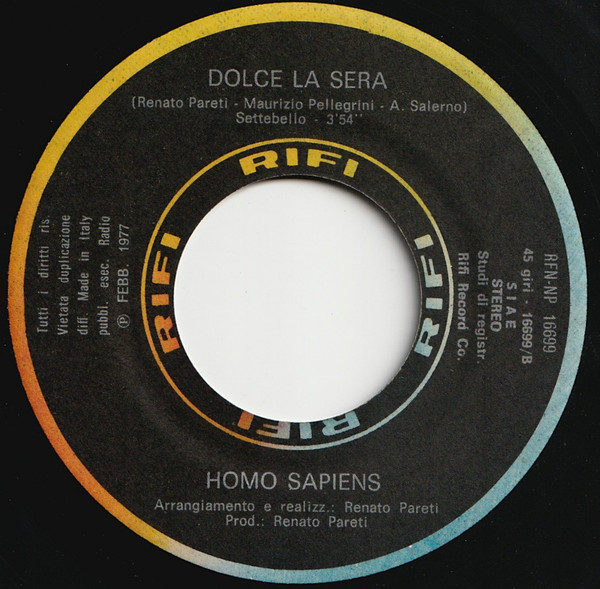 DOLCE LA SERA
(Renato Pareti - Maurizio Pellegrini - A. Salerno)
Settebello - 3'54''
RIFI
RIFI
RIFI
RIFI
Tutti i diritti ris.
Vietata duplicazione
diff. Made in Italy
pubbl. esec. Radio
℗ FEBB. 1977
RFN-NP 16699
45 giri - 16699/B
SIAE
STEREO
Studi di registr.
Rifi Record Co.
HOMO SAPIENS
Arrangiamento e realizz.: Renato Pareti
Prod.: Renato Pareti